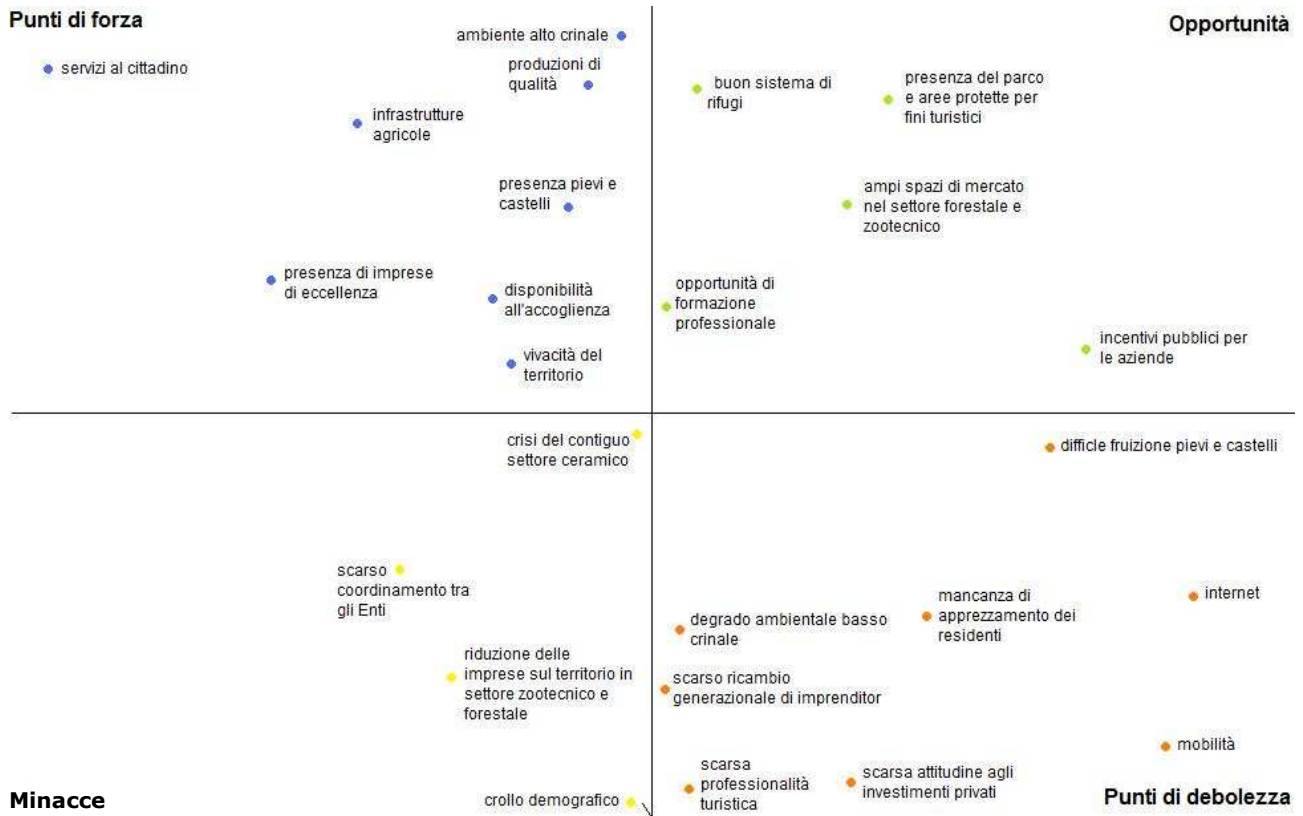 Punti di forza
ambiente alto crinale
servizi al cittadino
produzioni di
qualità
infrastrutture
agricole
presenza pievi e
castelli
presenza di imprese
di eccellenza
disponibilità
all'accoglienza
vivacità del
territorio
Opportunità
buon sistema di
rifugi
presenza del parco
e aree protette per
fini turistici
ampi spazi di mercato
nel settore forestale e
zootecnico
opportunità di
formazione
professionale
incentivi pubblici per
le aziende
crisi del contiguo
settore ceramico
scarso
coordinamento tra
gli Enti
riduzione delle
imprese sul territorio in
settore zootecnico e
forestale
crollo demografico
Minacce
difficle fruizione pievi e castelli
internet
mancanza di
apprezzamento dei
residenti
degrado ambientale basso
crinale
scarso ricambio
generazionale di imprenditor
mobilità
scarsa
professionalità
turistica
scarsa attitudine agli
investimenti privati
Punti di debolezza